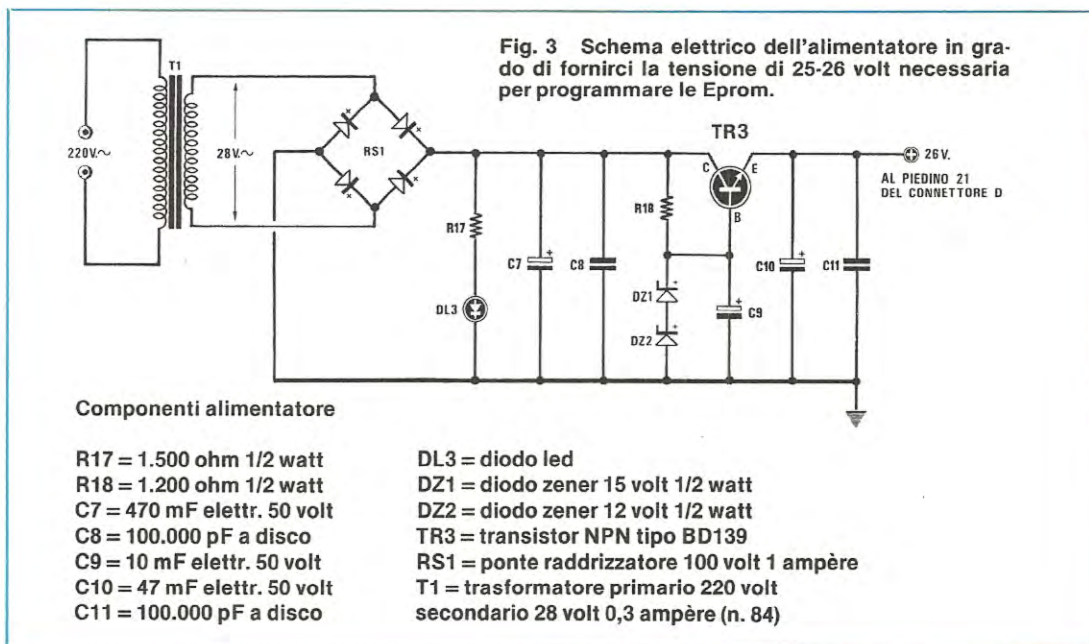 Fig. 3 Schema elettrico dell'alimentatore in gra-
do di fornirci la tensione di 25-26 volt necessaria
per programmare le Eprom.
T1
220V.~
28V.~
RS1
TR3
C
E
B
26V.
AL PIEDINO 21
DEL CONNETTORE D
R17
DL3
C7
+
C8
R18
DZ1
DZ2
+
C9
C10
+
C11
Componenti alimentatore
R17 = 1.500 ohm 1/2 watt
R18 = 1.200 ohm 1/2 watt
C7 = 470 mF elettr. 50 volt
C8 = 100.000 pF a disco
C9 = 10 mF elettr. 50 volt
C10 = 47 mF elettr. 50 volt
C11 = 100.000 pF a disco
DL3 = diodo led
DZ1 = diodo zener 15 volt 1/2 watt
DZ2 = diodo zener 12 volt 1/2 watt
TR3 = transistor NPN tipo BD139
RS1 = ponte raddrizzatore 100 volt 1 ampère
T1 = trasformatore primario 220 volt
secondario 28 volt 0,3 ampère (n. 84)